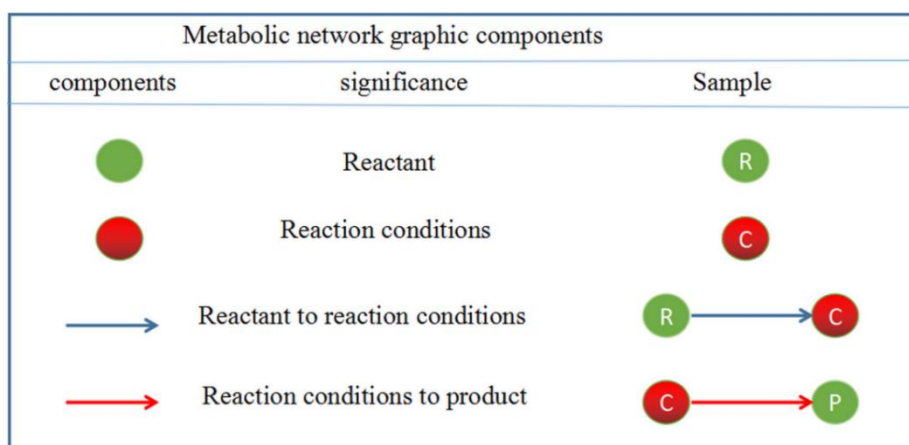 Metabolic network graphic components
components significance Sample
Reactant R
Reaction conditions C
Reactant to reaction conditions R C
Reaction conditions to product C P